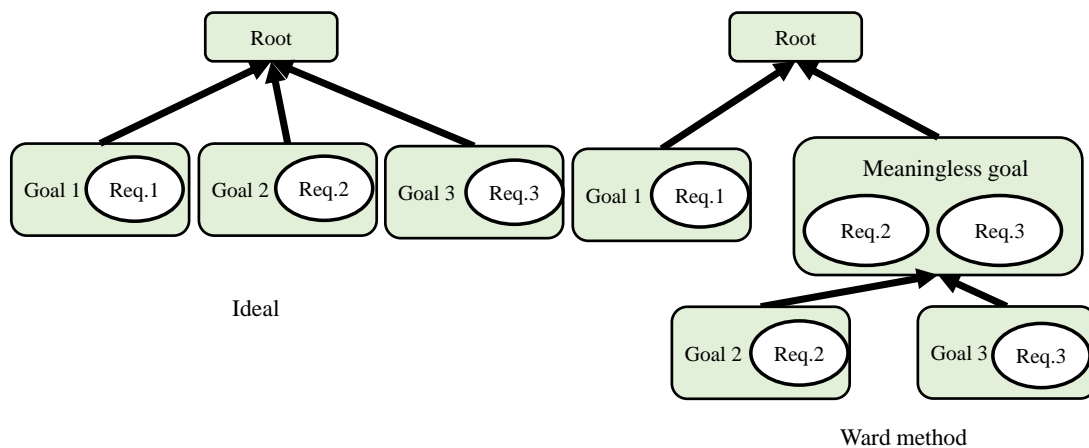 Root
Goal 1
Req.1
Goal 2
Req.2
Goal 3
Req.3
Ideal
Root
Goal 1
Req.1
Meaningless goal
Req.2
Req.3
Goal 2
Req.2
Goal 3
Req.3
Ward method